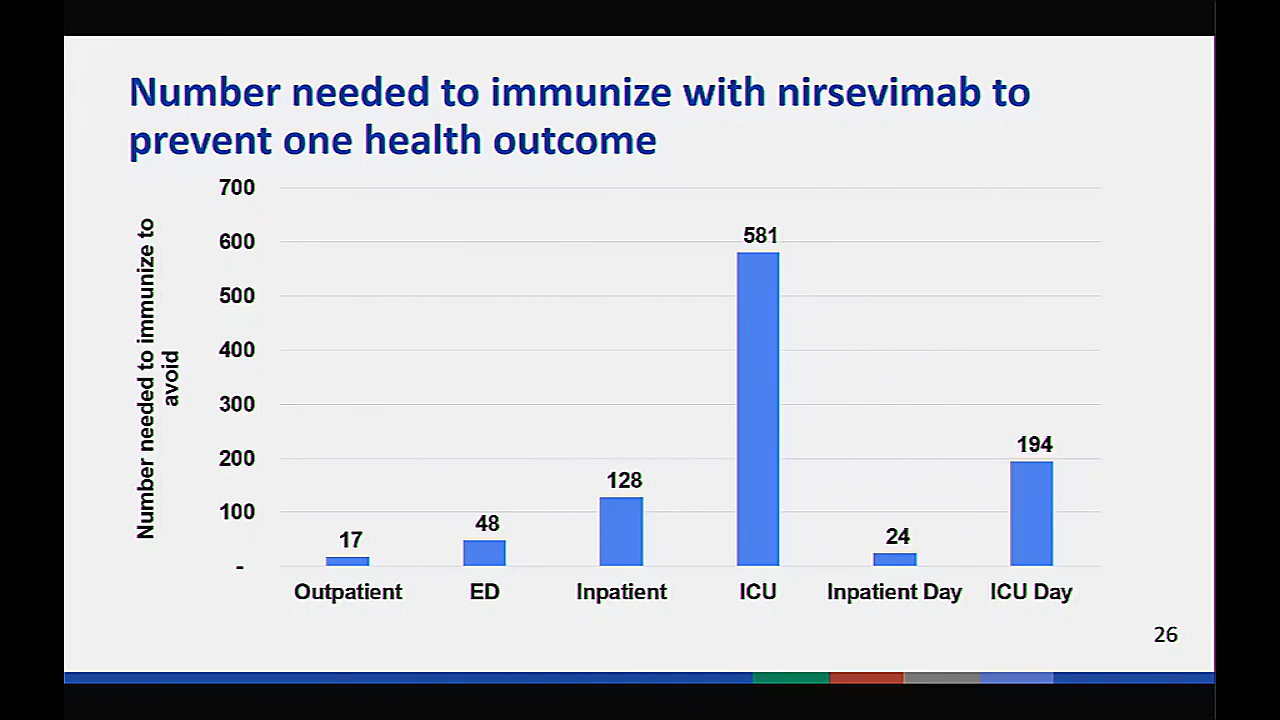 Number needed to immunize with nirsevimab to
prevent one health outcome
Number needed to immunize to
avoid
700
600
500
400
300
200
100
-
17
48
128
581
24
194
Outpatient
ED
Inpatient
ICU
Inpatient Day
ICU Day
26